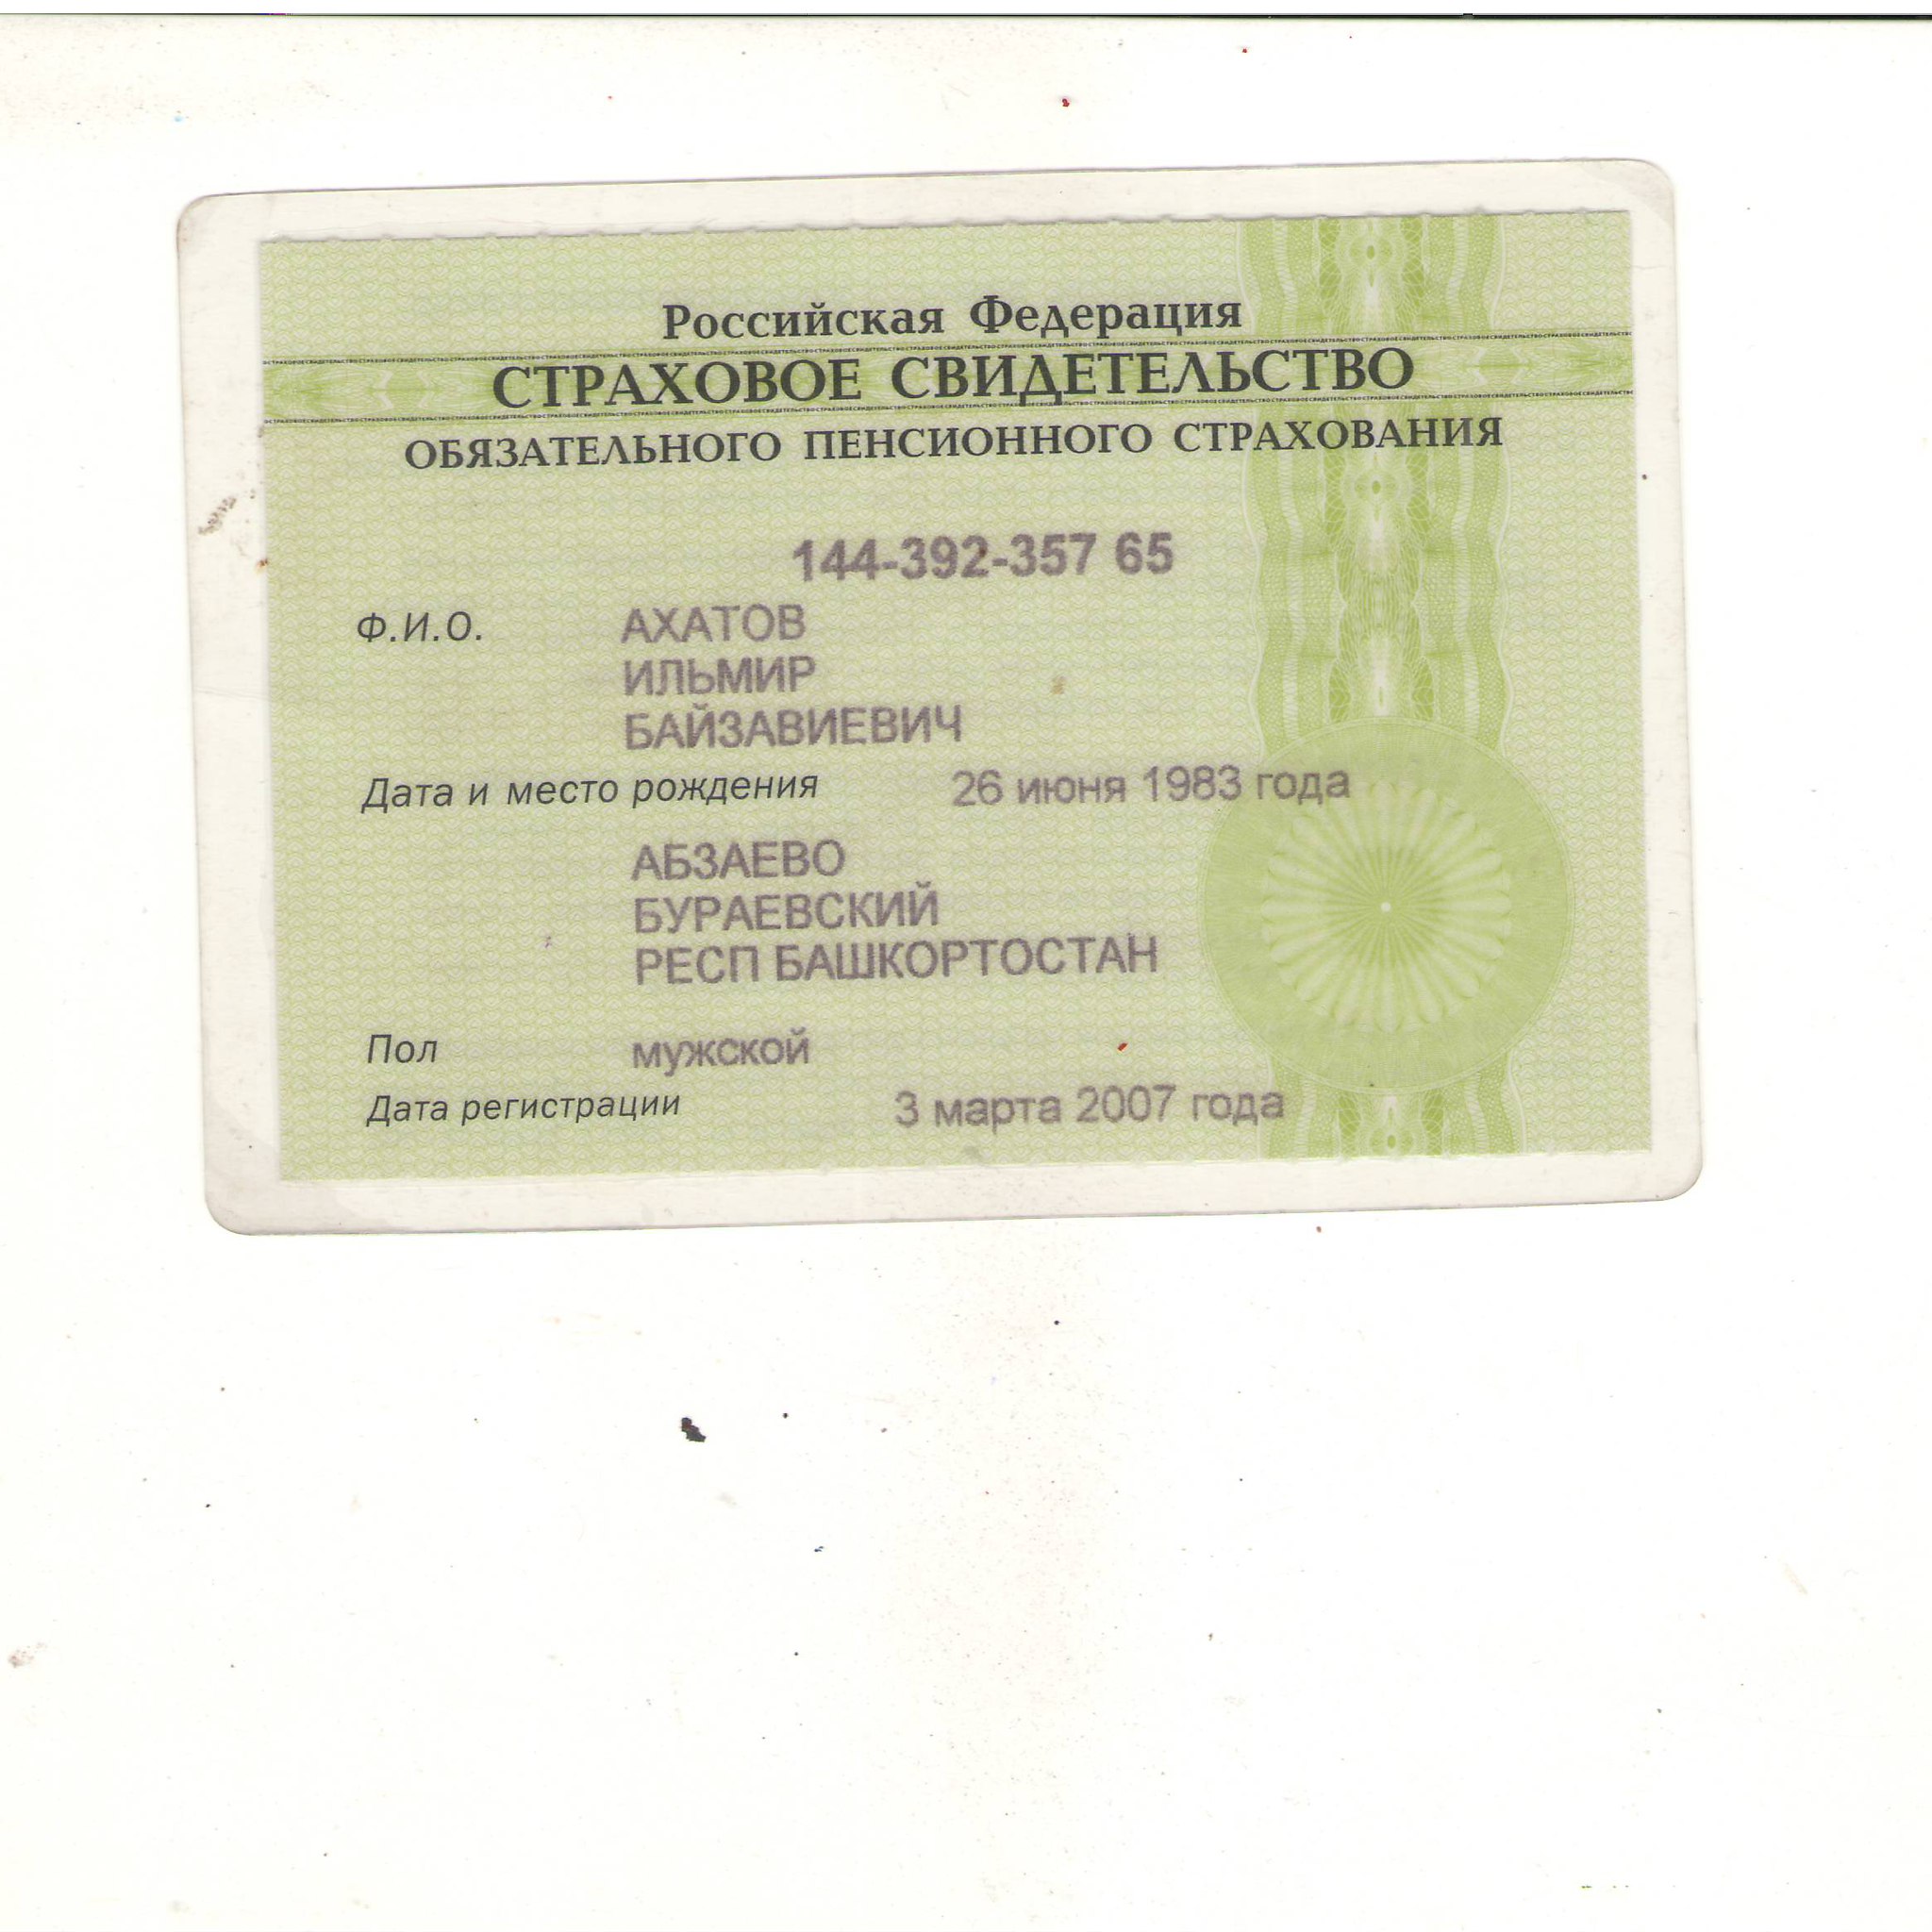 Российская Федерация
СТРАХОВОЕ СВИДЕТЕЛЬСТВО
ОБЯЗАТЕЛЬНОГО ПЕНСИОННОГО СТРАХОВАНИЯ
144-392-357 65
Ф.И.О. АХАТОВ
ИЛЬМИР
БАЙЗАВИЕВИЧ
Дата и место рождения 26 июня 1983 года
АБЗАЕВО
БУРАЕВСКИЙ
РЕСП БАШКОРТОСТАН
Пол мужской
Дата регистрации 3 марта 2007 года